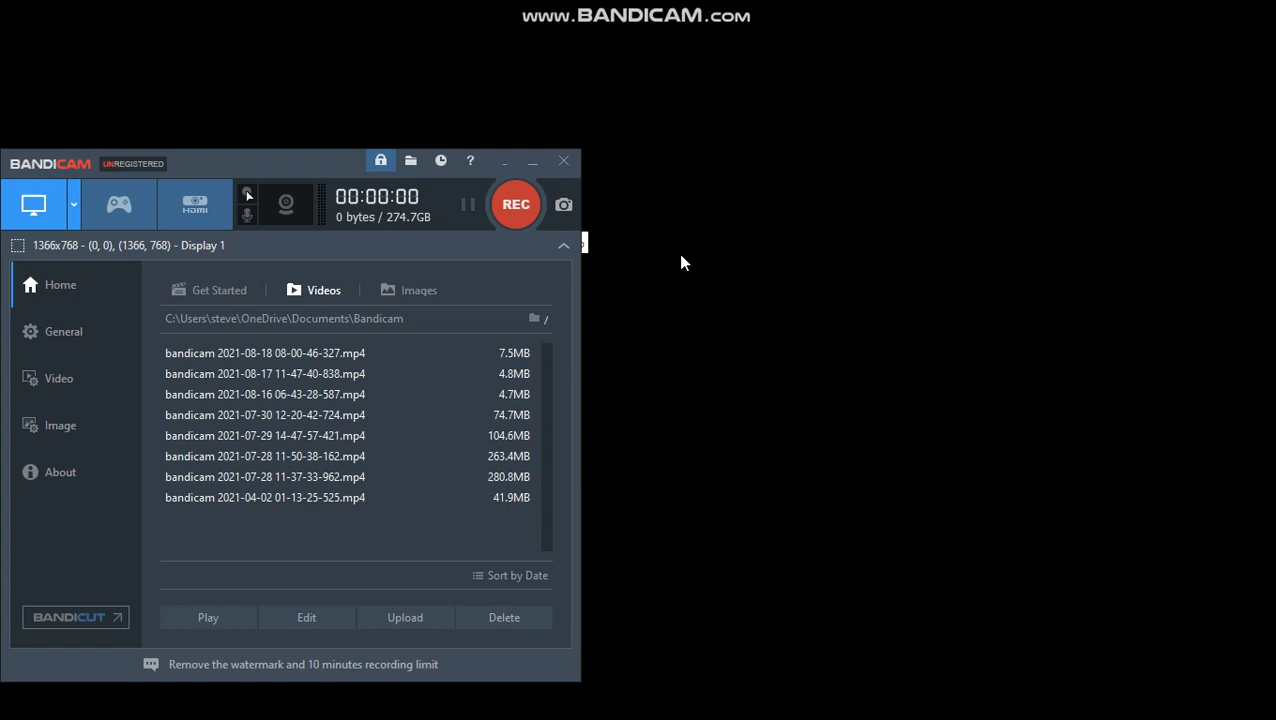 www.BANDICAM.com
BANDICAM UNREGISTERED
?
HDMI
00:00:00
0 bytes / 274.7GB
REC
1366x768 - (0, 0), (1366, 768) - Display 1
Home
General
Video
Image
About
BANDICUT
Get Started
Videos
Images
C:\Users\steve\OneDrive\Documents\Bandicam
/
bandicam 2021-08-18 08-00-46-327.mp4 7.5MB
bandicam 2021-08-17 11-47-40-838.mp4 4.8MB
bandicam 2021-08-16 06-43-28-587.mp4 4.7MB
bandicam 2021-07-30 12-20-42-724.mp4 74.7MB
bandicam 2021-07-29 14-47-57-421.mp4 104.6MB
bandicam 2021-07-28 11-50-38-162.mp4 263.4MB
bandicam 2021-07-28 11-37-33-962.mp4 280.8MB
bandicam 2021-04-02 01-13-25-525.mp4 41.9MB
Sort by Date
Play
Edit
Upload
Delete
Remove the watermark and 10 minutes recording limit